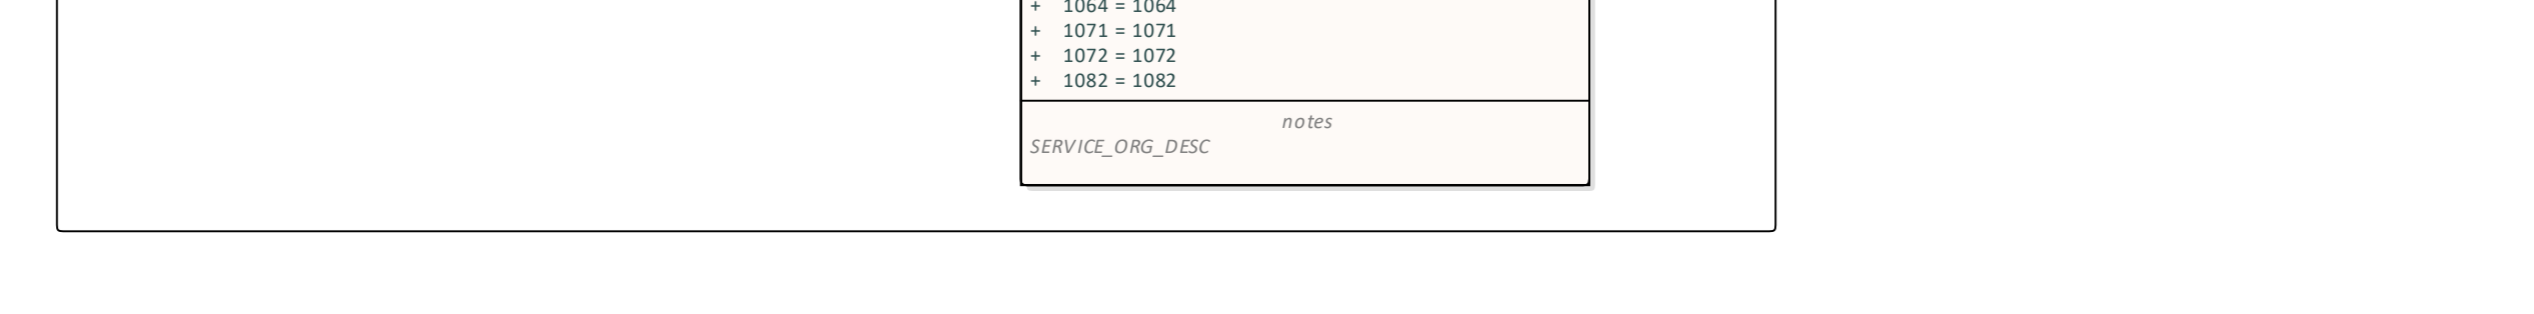 + 1064 = 1064
+ 1071 = 1071
+ 1072 = 1072
+ 1082 = 1082
notes
SERVICE_ORG_DESC